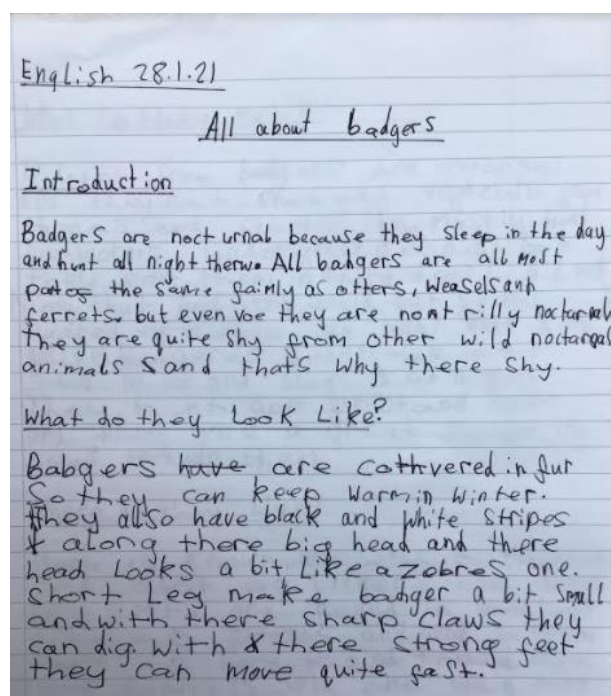 English 28.1.21
All about badgers
Introduction
Badgers are nocturnal because they sleep in the day
and hunt all night therw. All bahgers are all most
part of the same faimly as otters, weasels anh
ferrets. but even voe they are nont rilly noctarnal
They are quite shy from other wild noctargal
animals sand thats why there shy.
What do they Look Like?
Babgers have are cothvered in fur
So they can keep warm in winter.
They allso have black and white stripes
along there big head and there
head Looks a bit Like a zebres one.
Short Leg make badger a bit small
and with there sharp claws they
can dig. with & there strong feet
they can move quite fast.